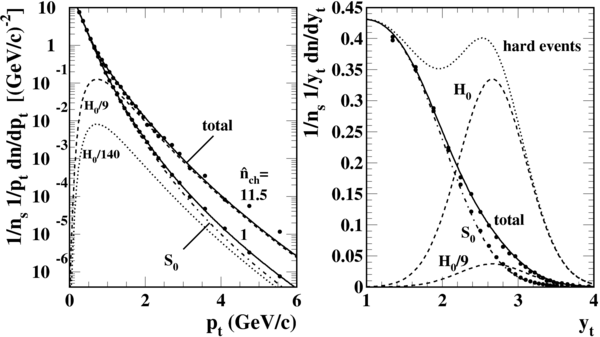 1/n_s 1/p_t dn/dp_t [(GeV/c)^-2]
10
1
10^-1
10^-2
10^-3
10^-4
10^-5
10^-6
H_0/9
H_0/140
total
n̂_ch=
11.5
1
S_0
0 2 4 6
p_t (GeV/c)
1/n_s 1/y_t dn/dy_t
0.45
0.4
0.35
0.3
0.25
0.2
0.15
0.1
0.05
0
hard events
H_0
total
S_0
H_0/9
1 2 3 4
y_t